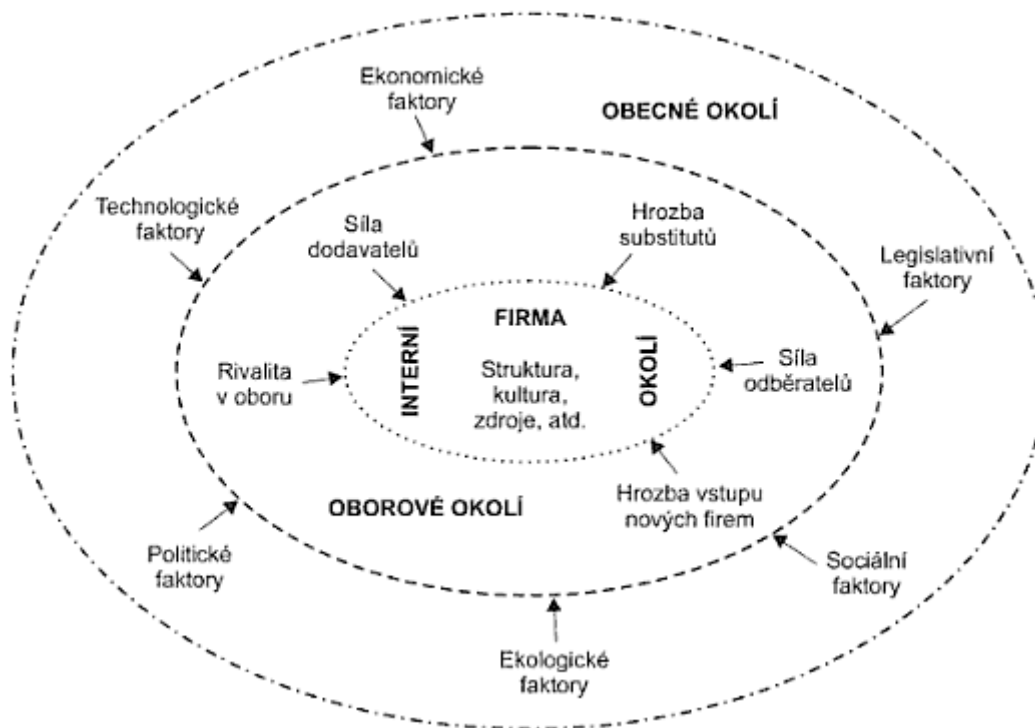 Ekonomické
faktory
OBECNÉ OKOLÍ
Technologické
faktory
Síla
dodavatelů
Hrozba
substitutů
Legislativní
faktory
FIRMA
INTERNÍ
OKOLÍ
Struktura,
kultura,
zdroje, atd.
Rivalita
v oboru
Síla
odběratelů
OBOROVÉ OKOLÍ
Hrozba vstupu
nových firem
Politické
faktory
Sociální
faktory
Ekologické
faktory